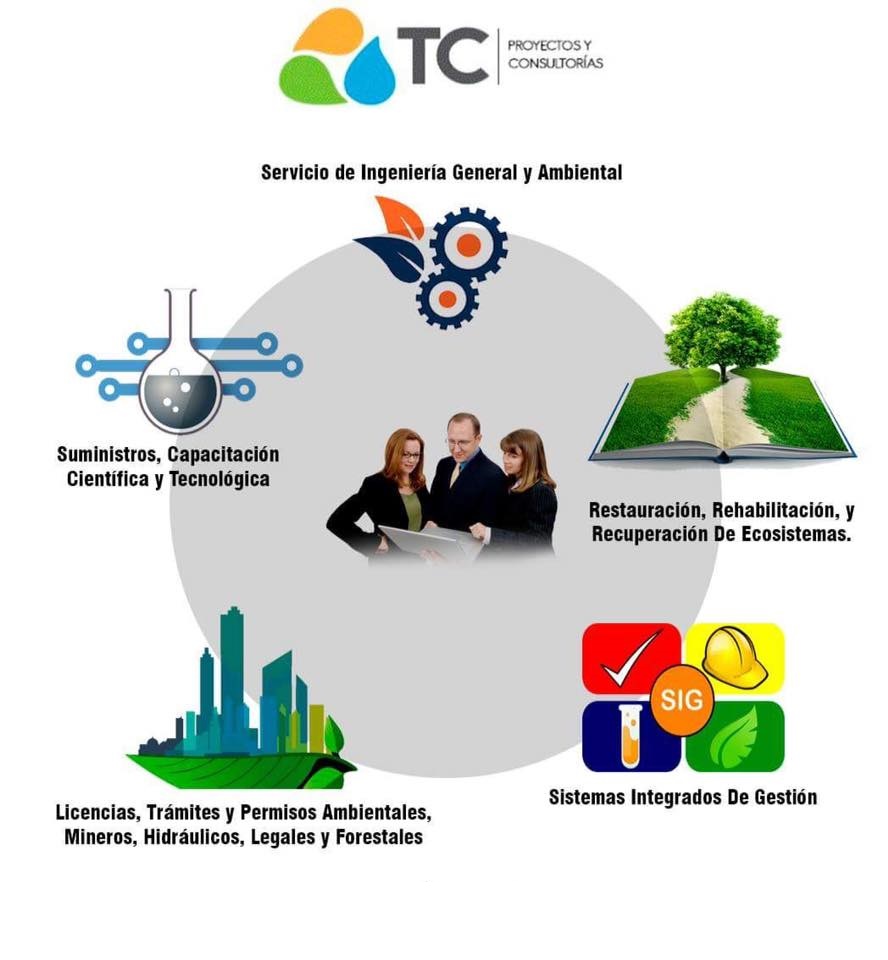 TC
PROYECTOS Y
CONSULTORÍAS
Servicio de Ingeniería General y Ambiental
Suministros, Capacitación
Científica y Tecnológica
Restauración, Rehabilitación, y
Recuperación De Ecosistemas.
SIG
Sistemas Integrados De Gestión
Licencias, Trámites y Permisos Ambientales,
Mineros, Hidráulicos, Legales y Forestales